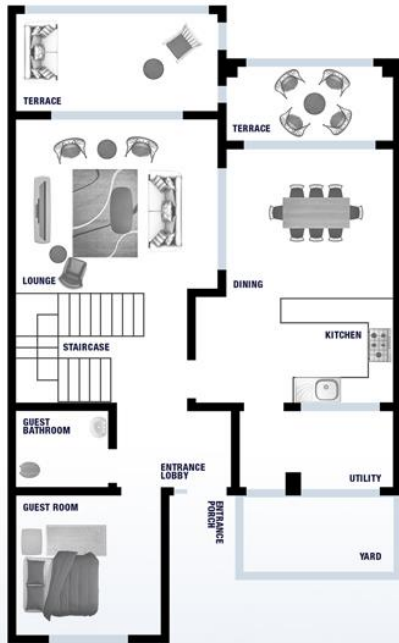 TERRACE
TERRACE
LOUNGE
DINING
KITCHEN
STAIRCASE
GUEST
BATHROOM
ENTRANCE
LOBBY
UTILITY
GUEST ROOM
ENTRANCE
PORCH
YARD